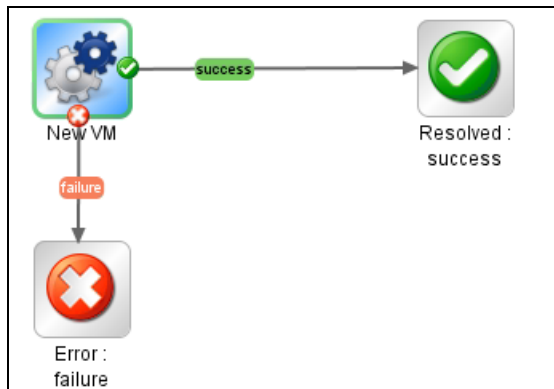 success
New VM
Resolved :
success
failure
Error :
failure